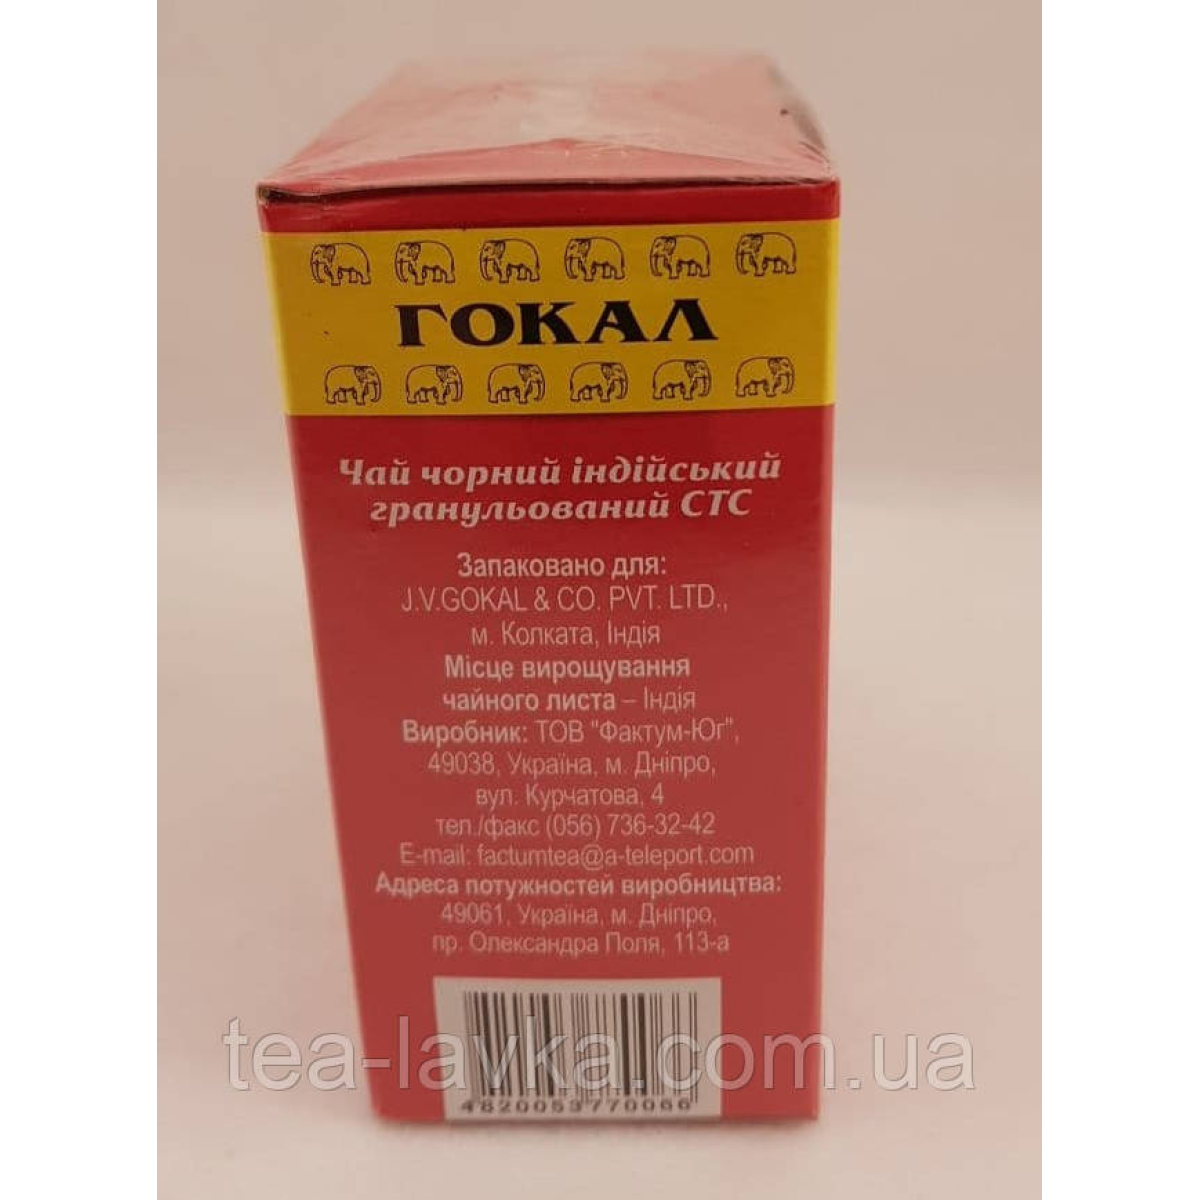 ГОКАЛ
Чай чорний індійський
гранульований СТС
Запаковано для:
J.V.GOKAL & CO. PVT. LTD.,
м. Колката, Індія
Місце вирощування
чайного листа – Індія
Виробник: ТОВ "Фактум-Юг",
49038, Україна, м. Дніпро,
вул. Курчатова, 4
тел./факс (056) 736-32-42
E-mail: factumtea@a-teleport.com
Адреса потужностей виробництва:
49061, Україна, м. Дніпро,
пр. Олександра Поля, 113-а
tea-lavka.com.ua
4820053770066